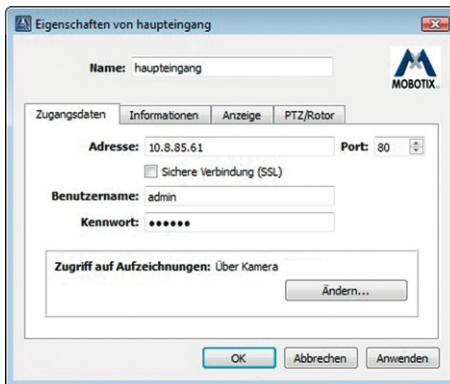 Eigenschaften von haupteingang
Name: haupteingang
MOBOTIX
Zugangsdaten Informationen Anzeige PTZ/Rotor
Adresse: 10.8.85.61 Port: 80
Sichere Verbindung (SSL)
Benutzername: admin
Kennwort: ••••••
Zugriff auf Aufzeichnungen: Über Kamera
Ändern...
OK Abbrechen Anwenden